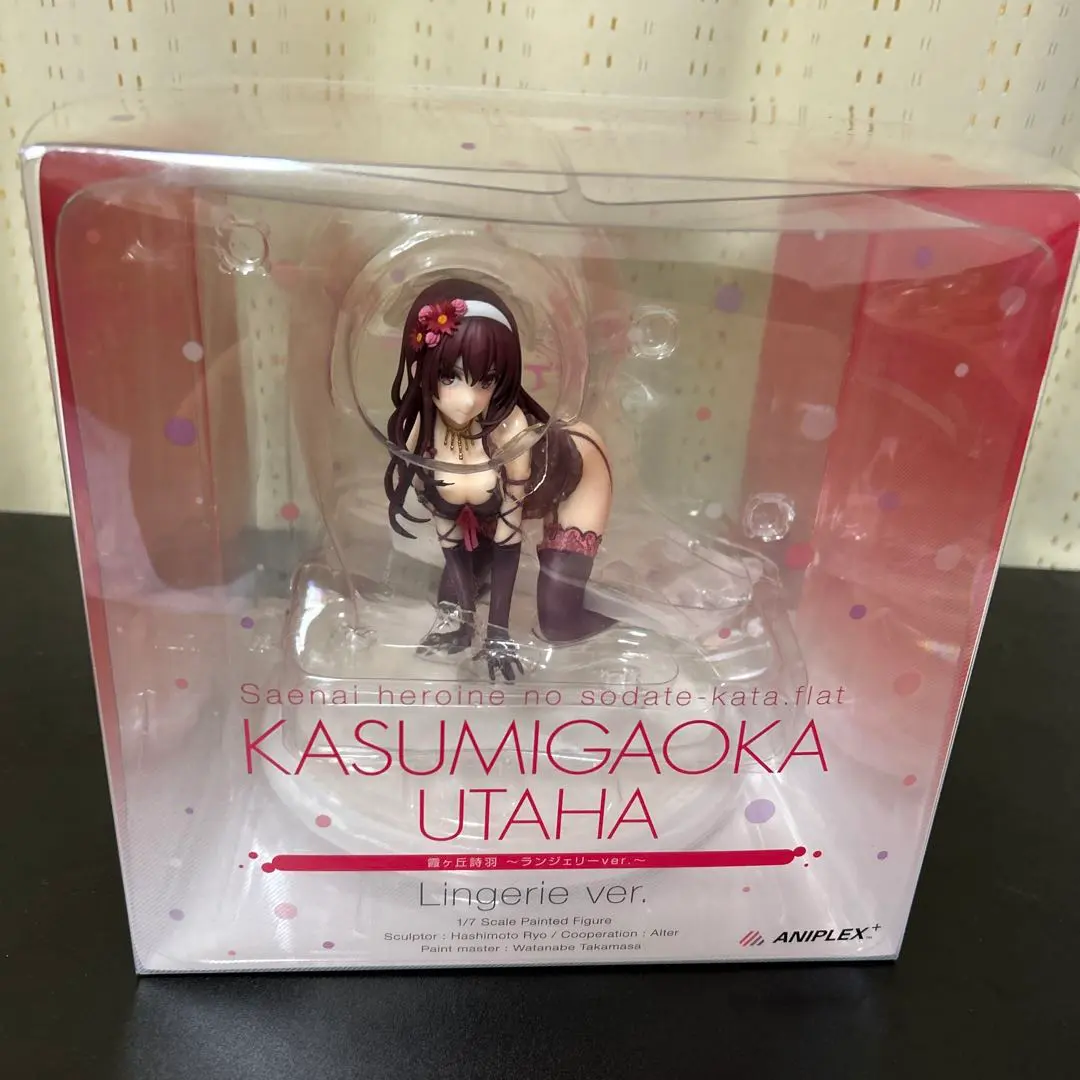 Saenai heroine no sodate-kata.flat
KASUMIGAOKA
UTAHA
霞ヶ丘詩羽 ～ランジェリーver.～
Lingerie ver.
1/7 Scale Painted Figure
Sculptor : Hashimoto Ryo / Cooperation : Alter
Paint master : Watanabe Takamasa
ANIPLEX+